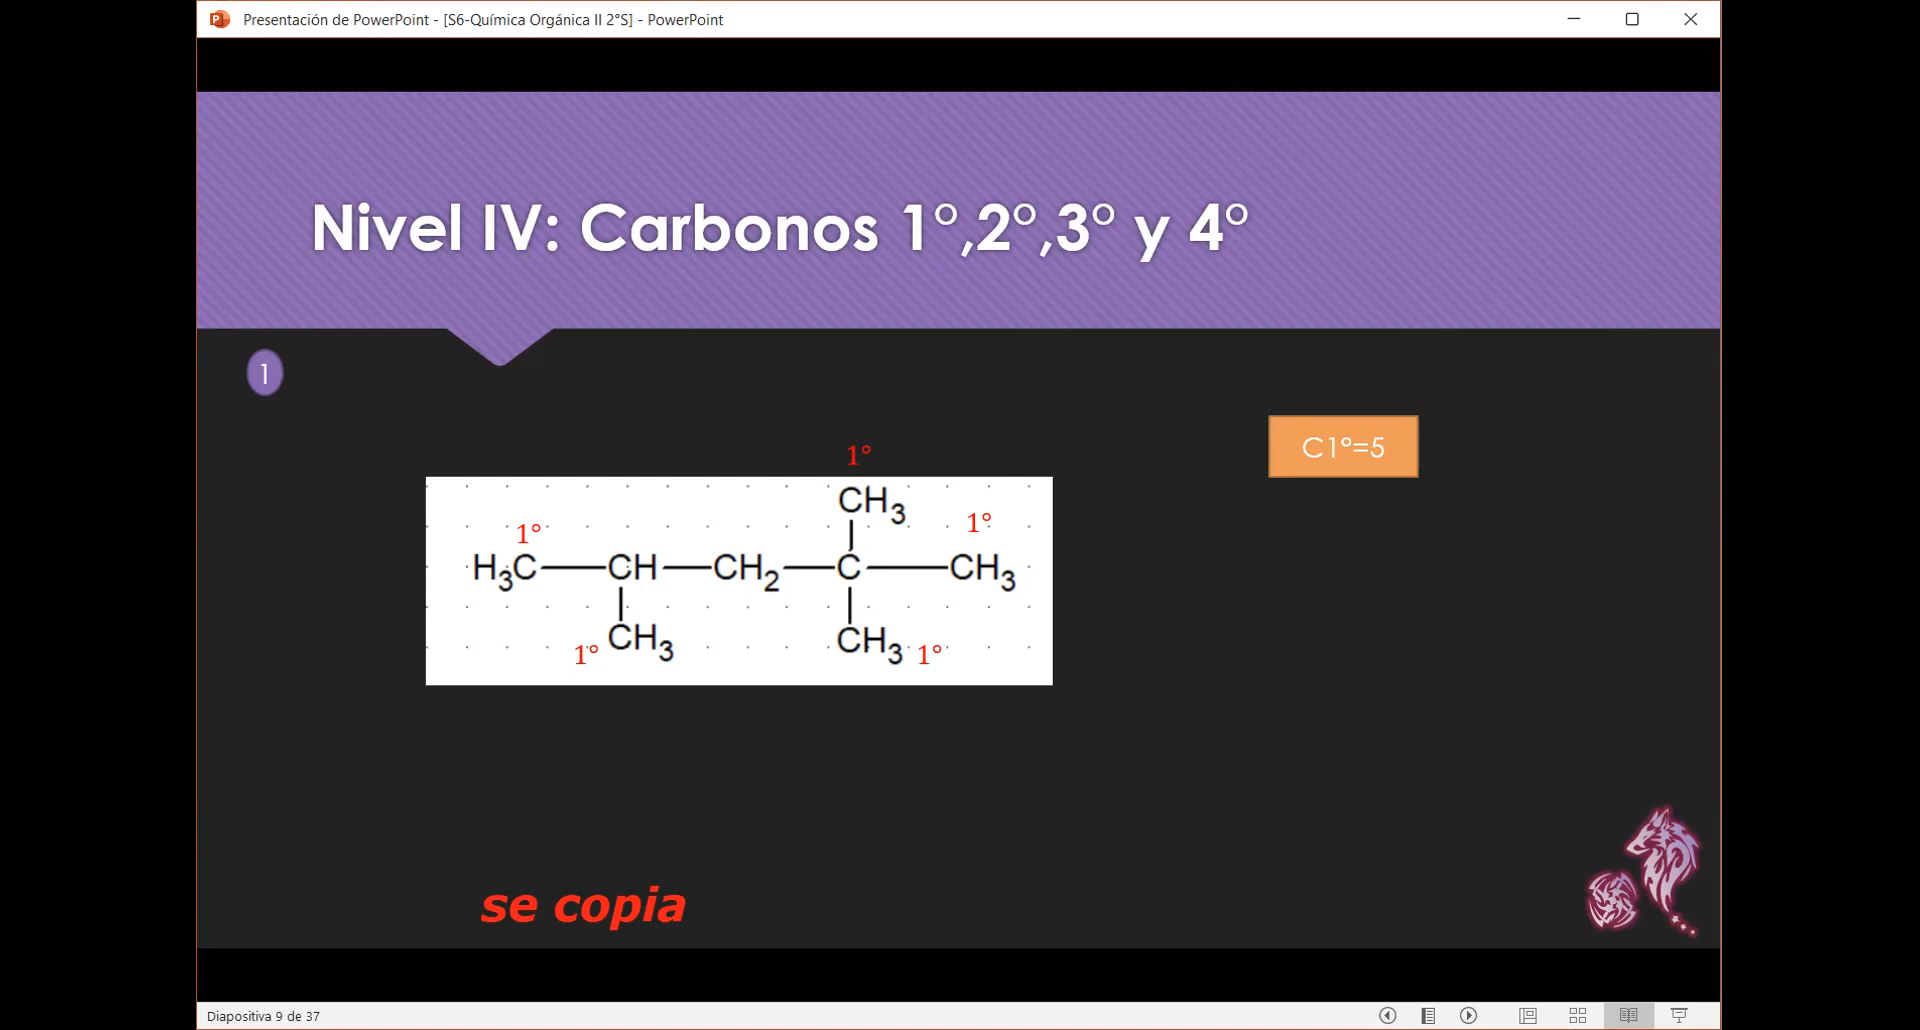 Presentación de PowerPoint - [S6-Química Orgánica II 2°S] - PowerPoint
Nivel IV: Carbonos 1°,2°,3° y 4°
1
C1°=5
1°
CH3
1°
1°
H3C—CH—CH2—C—CH3
CH3
CH3
1°
1°
se copia
Diapositiva 9 de 37